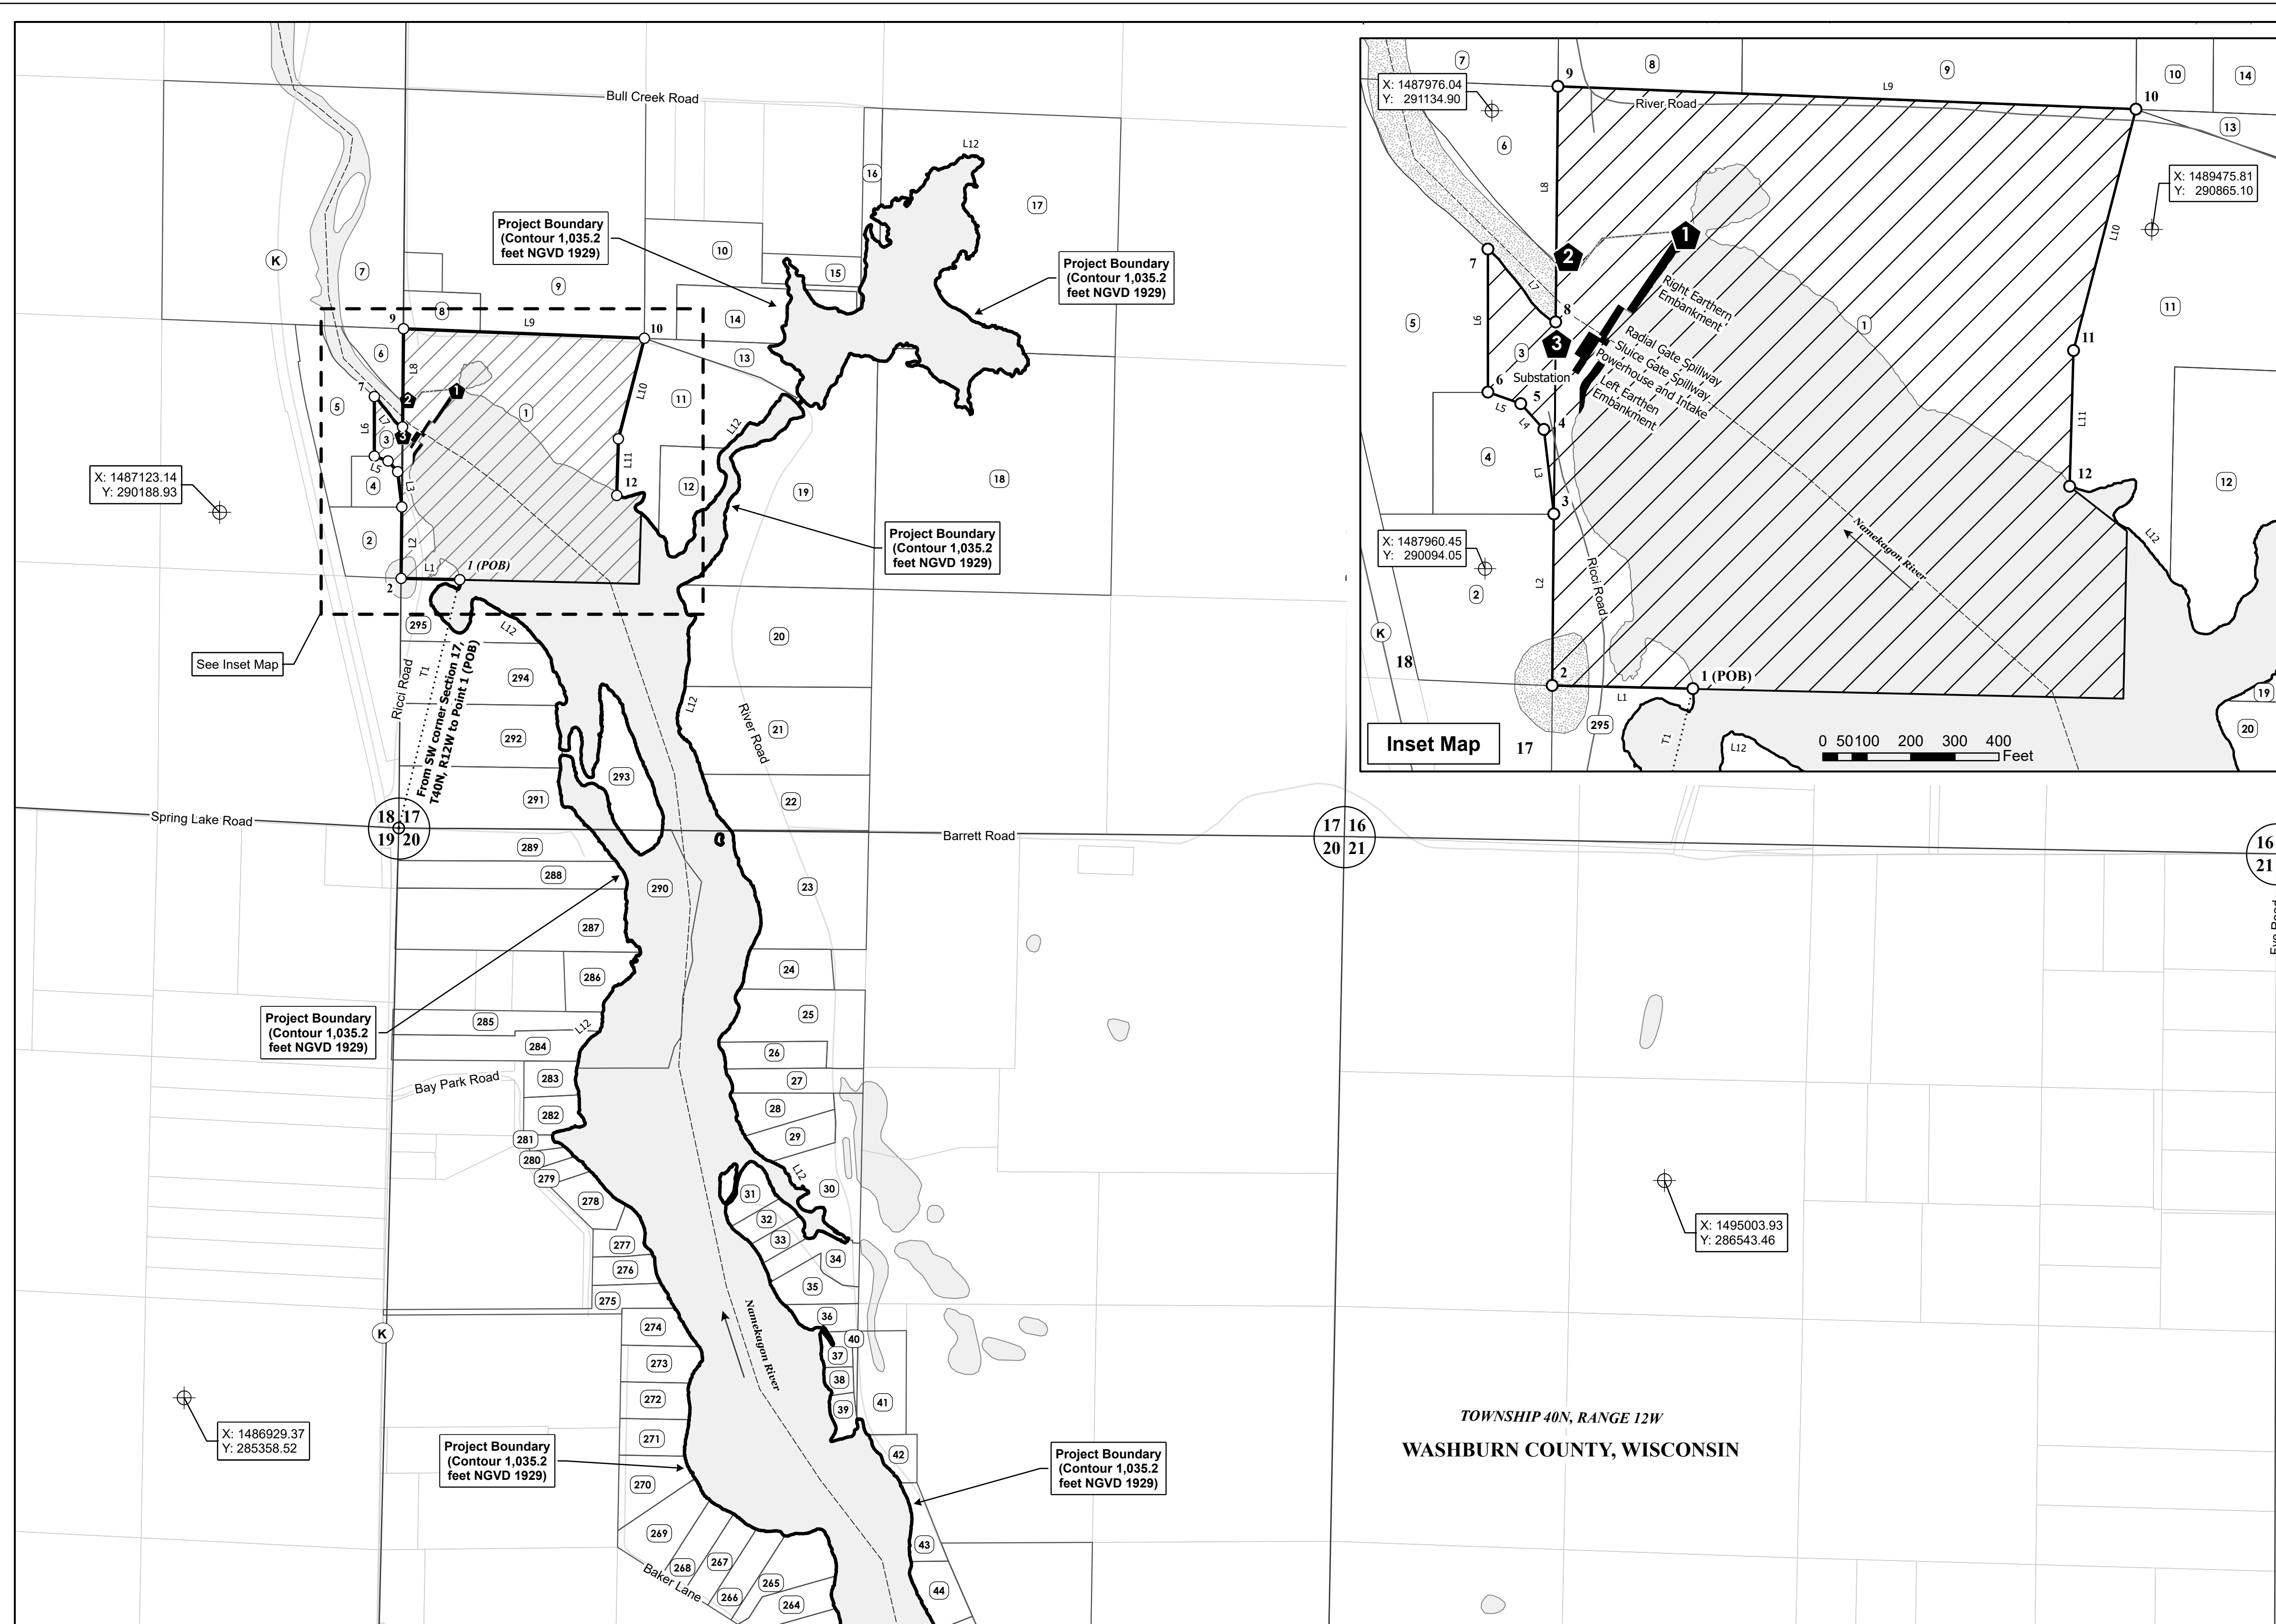 Bull Creek Road
L12
16
17
Project Boundary
(Contour 1,035.2
feet NGVD 1929)
10
Project Boundary
(Contour 1,035.2
feet NGVD 1929)
K
7
15
9
8
14
9
L9
10
13
6
L8
L10
7
2
1
1
11
5
L6
L7
3
3
L12
L5
L11
X: 1487123.14
Y: 290188.93
4
L3
12
12
19
18
2
L2
Project Boundary
(Contour 1,035.2
feet NGVD 1929)
L1
1 (POB)
2
295
L12
20
See Inset Map
T1
From SW corner Section 17,
T40N, R12W to Point 1 (POB)
294
Ricci Road
L12
River Road
21
292
293
291
22
Spring Lake Road
18 17
19 20
Barrett Road
17 16
20 21
16
21
289
288
290
23
287
286
24
Project Boundary
(Contour 1,035.2
feet NGVD 1929)
285
L12
25
284
26
Bay Park Road
283
27
282
28
281
29
280
279
L12
278
31
30
32
33
277
34
276
35
275
36
274
K
Namekagon River
40
37
273
38
272
39
41
271
42
X: 1486929.37
Y: 285358.52
Project Boundary
(Contour 1,035.2
feet NGVD 1929)
Project Boundary
(Contour 1,035.2
feet NGVD 1929)
270
269
43
268
267
Baker Lane
266
265
264
44
X: 1495003.93
Y: 286543.46
TOWNSHIP 40N, RANGE 12W
WASHBURN COUNTY, WISCONSIN
7
8
9
10
14
X: 1487976.04
Y: 291134.90
9
L9
River Road
10
13
6
L8
X: 1489475.81
Y: 290865.10
1
2
L10
7
L7
Right Earthern
Embankment
11
5
L6
8
1
3
3
Radial Gate Spillway
Sluice Gate Spillway
Powerhouse and Intake
Left Earthen
Embankment
Substation
11
6
5
L5
L4
4
L11
4
L3
12
12
3
X: 1487960.45
Y: 290094.05
Namekagon River
L12
L2
Ricci Road
2
K
18
2
1 (POB)
L1
19
295
20
Inset Map
17
T1
L12
0 50 100 200 300 400
Feet